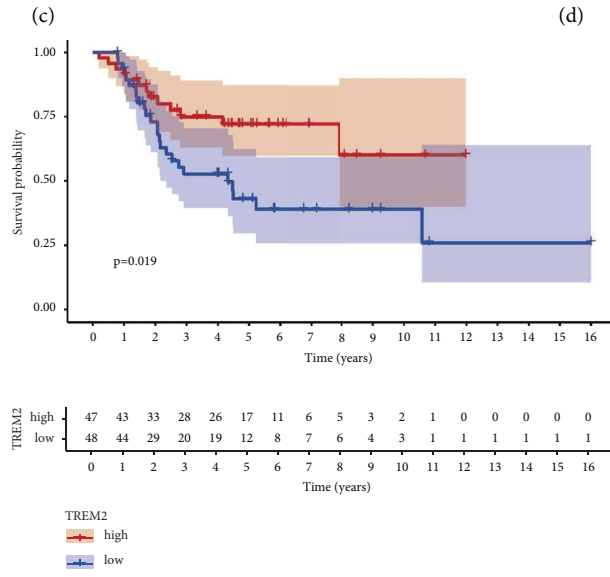 (c) (d)
1.00
0.75
0.50
0.25
0.00
Survival probability
p=0.019
0 1 2 3 4 5 6 7 8 9 10 11 12 13 14 15 16
Time (years)
TREM2
high 47 43 33 28 26 17 11 6 5 3 2 1 0 0 0 0 0
low 48 44 29 20 19 12 8 7 6 4 3 1 1 1 1 1 1
0 1 2 3 4 5 6 7 8 9 10 11 12 13 14 15 16
Time (years)
TREM2
high
low